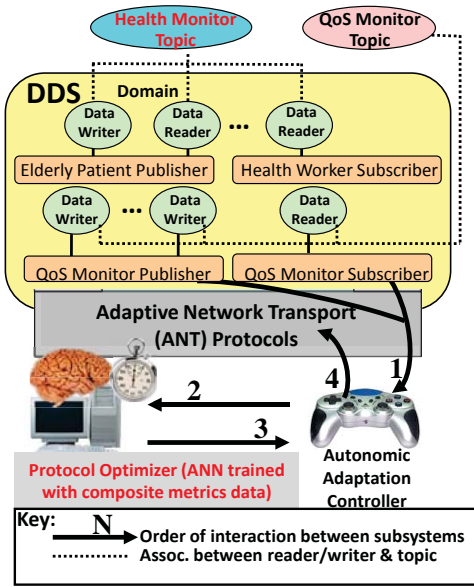 Health Monitor
Topic
QoS Monitor
Topic
DDS
Domain
Data
Writer
Data
Reader
...
Data
Reader
Elderly Patient Publisher
Health Worker Subscriber
Data
Writer
...
Data
Writer
Data
Reader
QoS Monitor Publisher
QoS Monitor Subscriber
Adaptive Network Transport
(ANT) Protocols
1
4
2
3
Protocol Optimizer (ANN trained
with composite metrics data)
Autonomic
Adaptation
Controller
Key:
N
Order of interaction between subsystems
Assoc. between reader/writer & topic